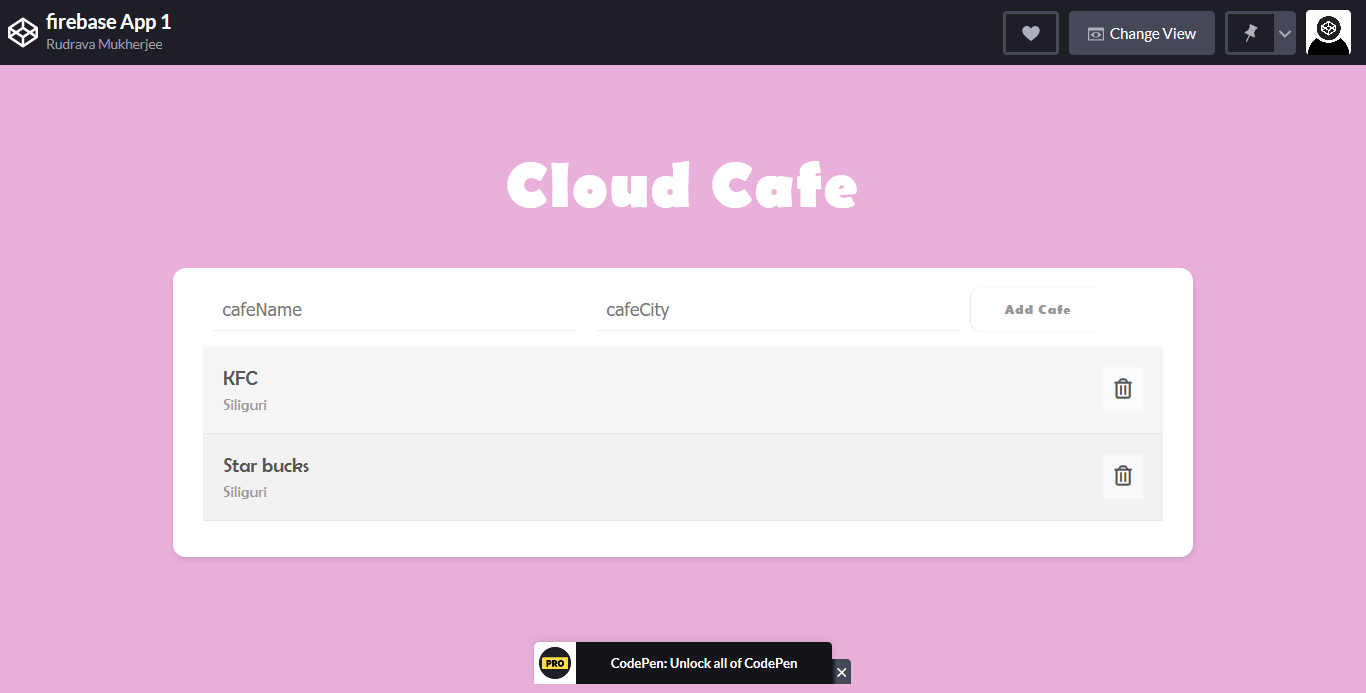 firebase App 1
Rudrava Mukherjee
Change View
Cloud Cafe
cafeName
cafeCity
Add Cafe
KFC
Siliguri
Star bucks
Siliguri
PRO
CodePen: Unlock all of CodePen